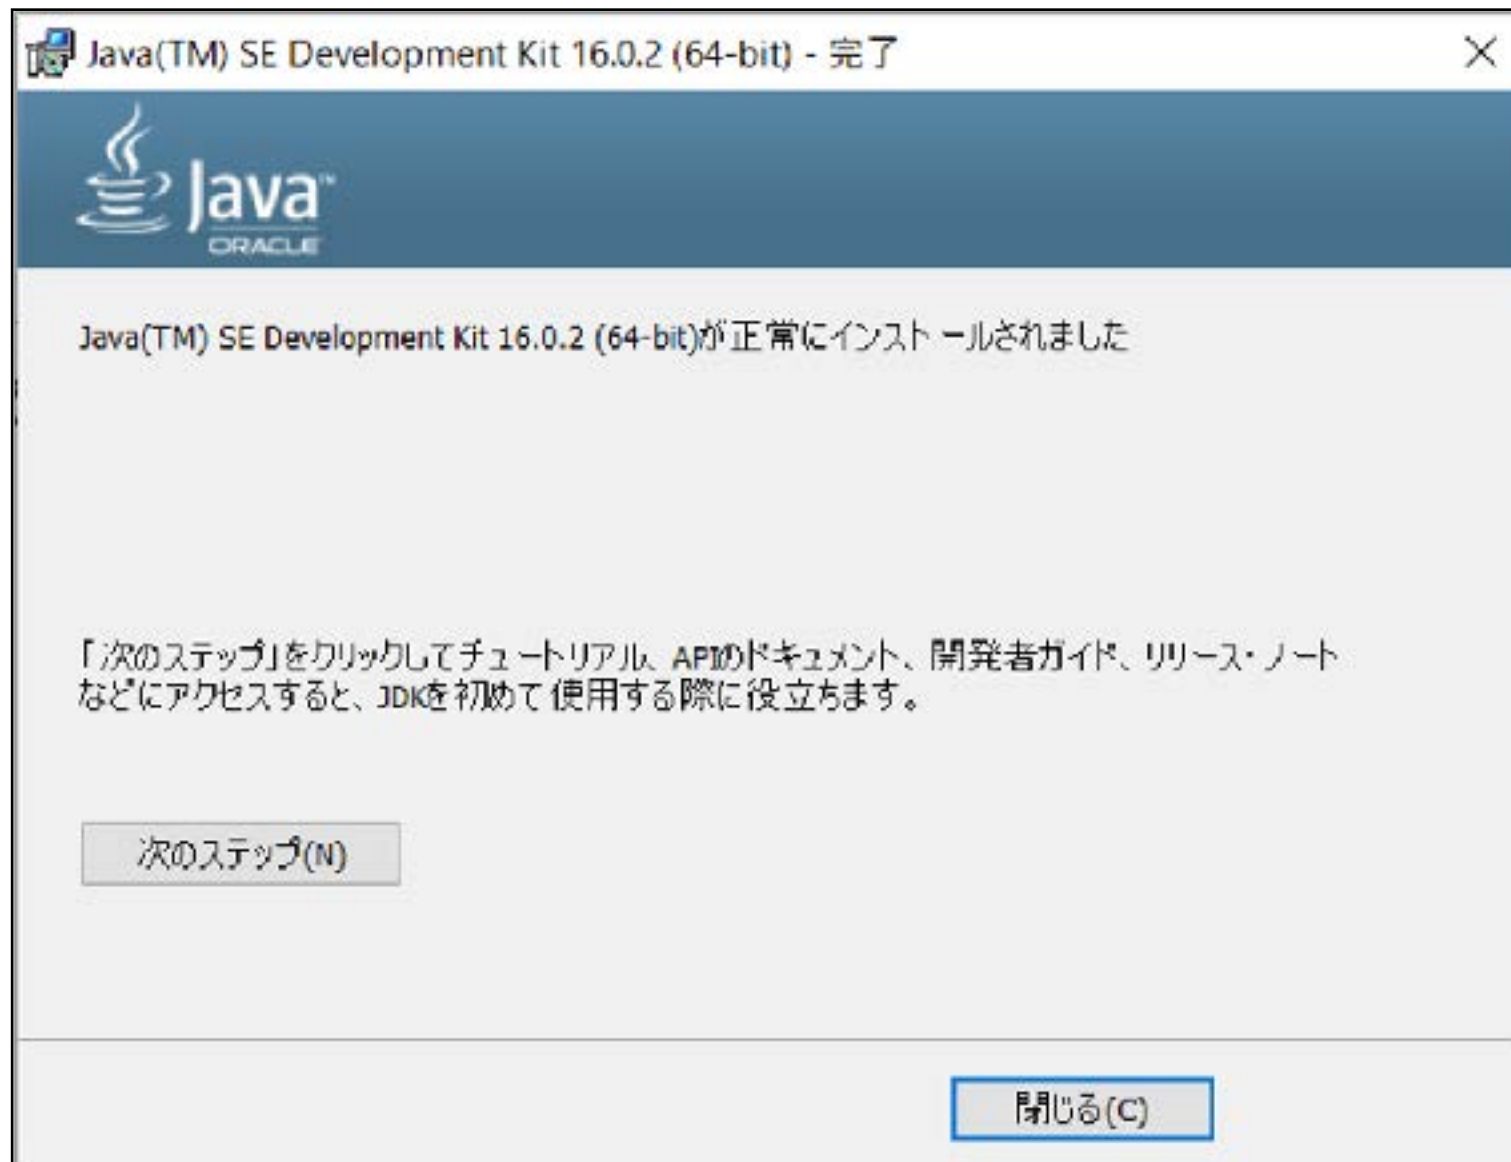 Java(TM) SE Development Kit 16.0.2 (64-bit) - 完了
Java™
ORACLE
Java(TM) SE Development Kit 16.0.2 (64-bit)が正常にインストールされました
「次のステップ」をクリックしてチュートリアル、APIのドキュメント、開発者ガイド、リリース・ノート
などにアクセスすると、JDKを初めて使用する際に役立ちます。
次のステップ(N)
閉じる(C)